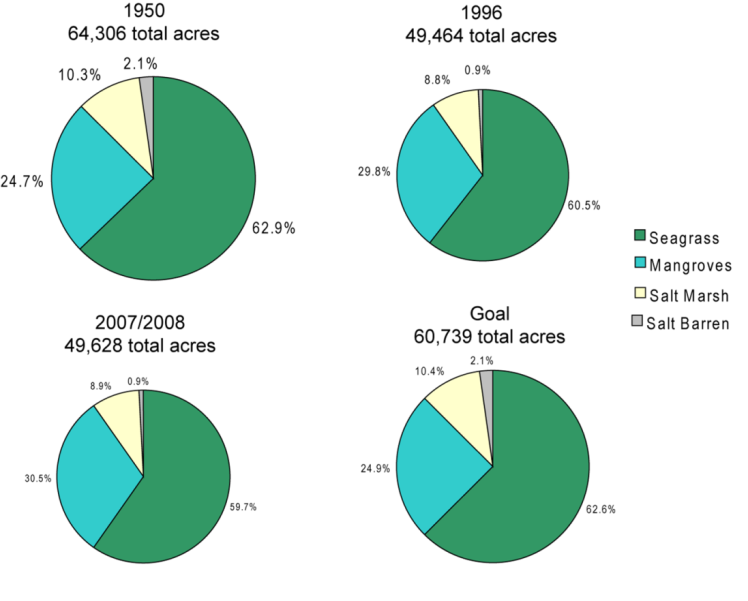 1950
64,306 total acres
2.1%
10.3%
24.7%
62.9%
1996
49,464 total acres
0.9%
8.8%
29.8%
60.5%
Seagrass
Mangroves
Salt Marsh
Salt Barren
2007/2008
49,628 total acres
8.9%
0.9%
30.5%
59.7%
Goal
60,739 total acres
2.1%
10.4%
24.9%
62.6%